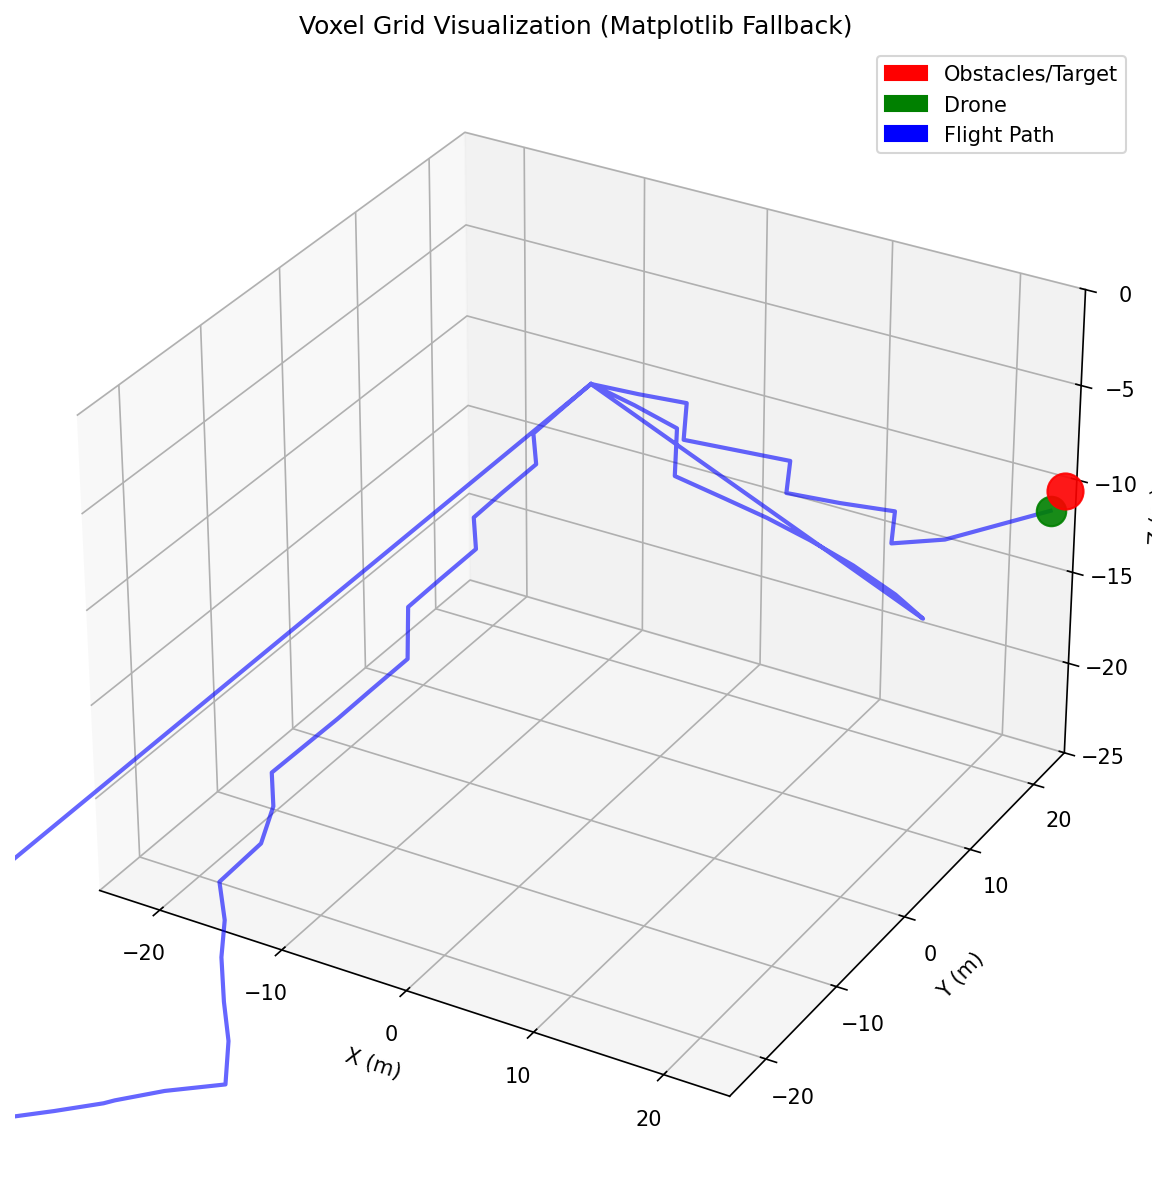 Voxel Grid Visualization (Matplotlib Fallback)
Obstacles/Target
Drone
Flight Path
0
−5
−10
−15
−20
−25
20
10
0
−10
−20
Y (m)
−20
−10
0
10
20
X (m)